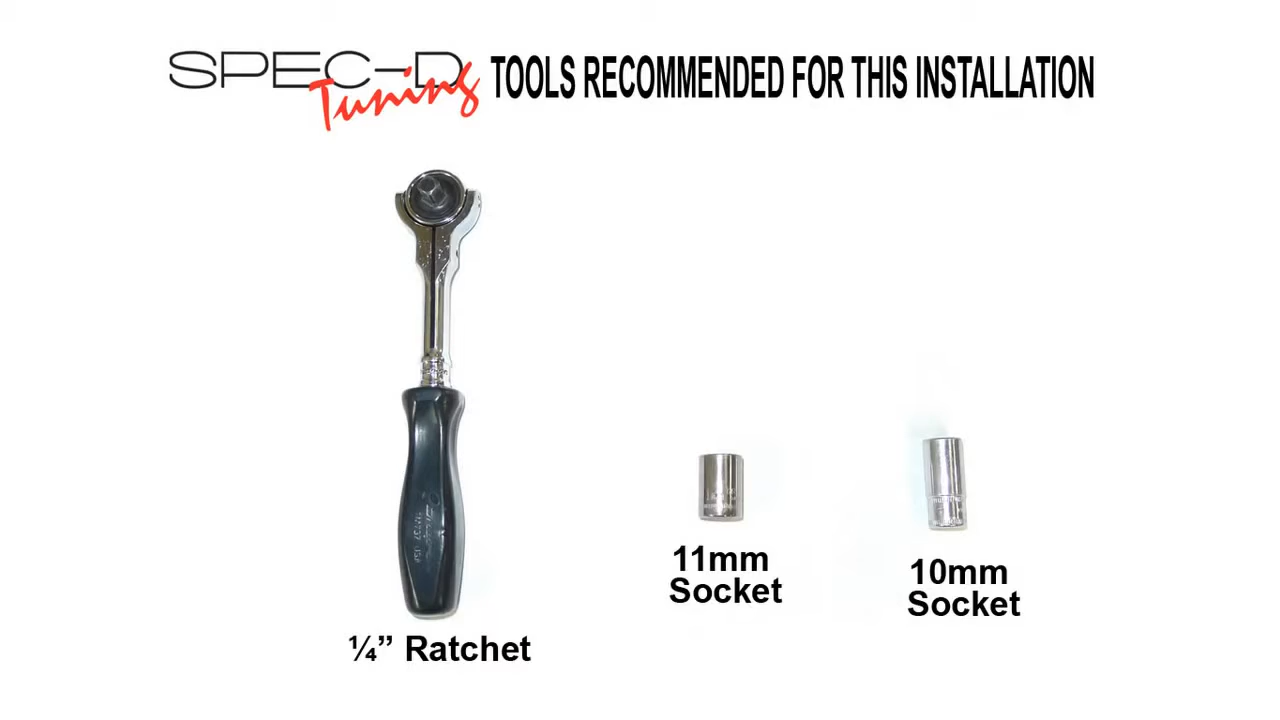 SPEC-D
Tuning
TOOLS RECOMMENDED FOR THIS INSTALLATION
11mm
Socket
10mm
Socket
¼” Ratchet